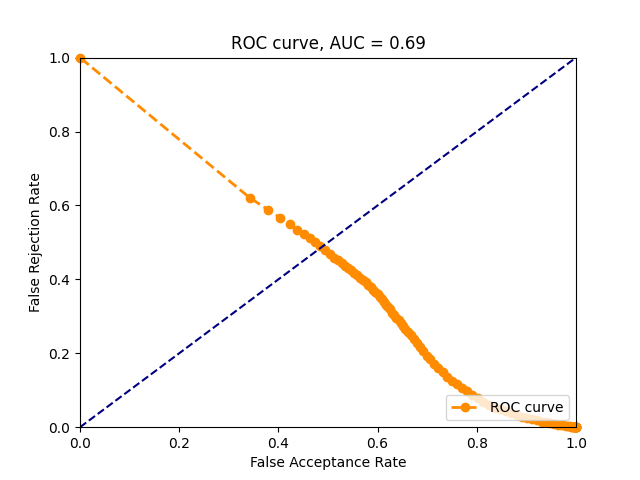 ROC curve, AUC = 0.69
1.0
0.8
0.6
0.4
0.2
0.0
False Rejection Rate
ROC curve
0.0 0.2 0.4 0.6 0.8 1.0
False Acceptance Rate